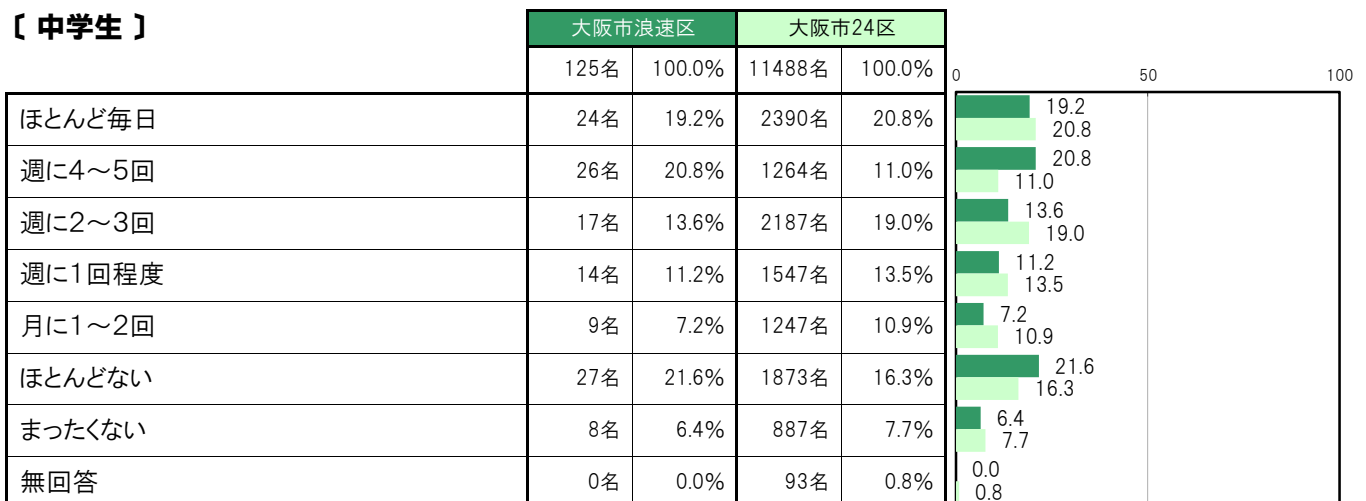 〔 中学生 〕
大阪市浪速区 大阪市24区
125名 100.0% 11488名 100.0%
0 50 100
ほとんど毎日 24名 19.2% 2390名 20.8%
19.2
20.8
週に4～5回 26名 20.8% 1264名 11.0%
20.8
11.0
週に2～3回 17名 13.6% 2187名 19.0%
13.6
19.0
週に1回程度 14名 11.2% 1547名 13.5%
11.2
13.5
月に1～2回 9名 7.2% 1247名 10.9%
7.2
10.9
ほとんどない 27名 21.6% 1873名 16.3%
21.6
16.3
まったくない 8名 6.4% 887名 7.7%
6.4
7.7
無回答 0名 0.0% 93名 0.8%
0.0
0.8